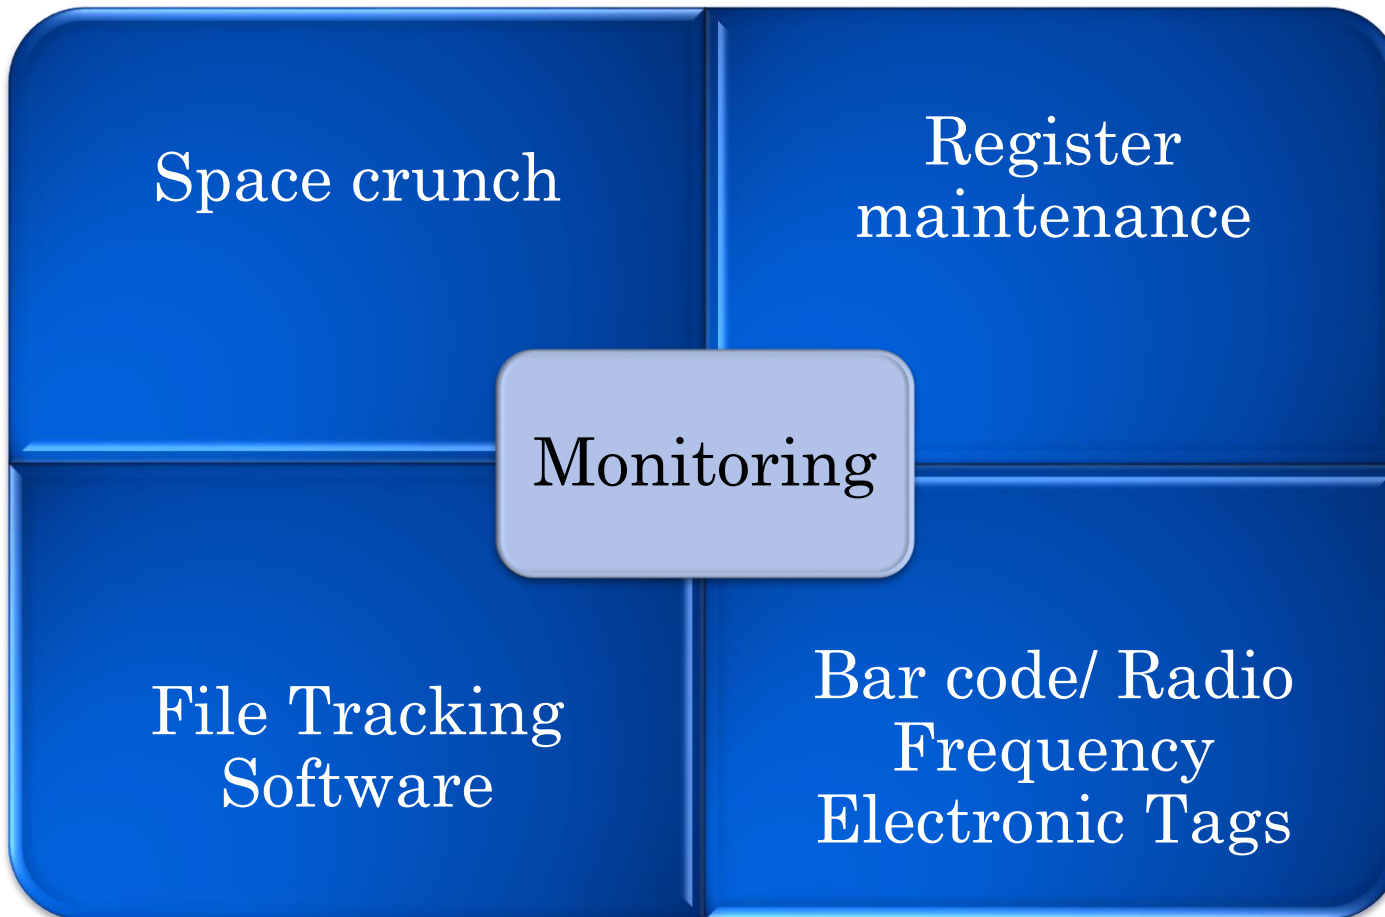 Space crunch
Register
maintenance
Monitoring
File Tracking
Software
Bar code/ Radio
Frequency
Electronic Tags